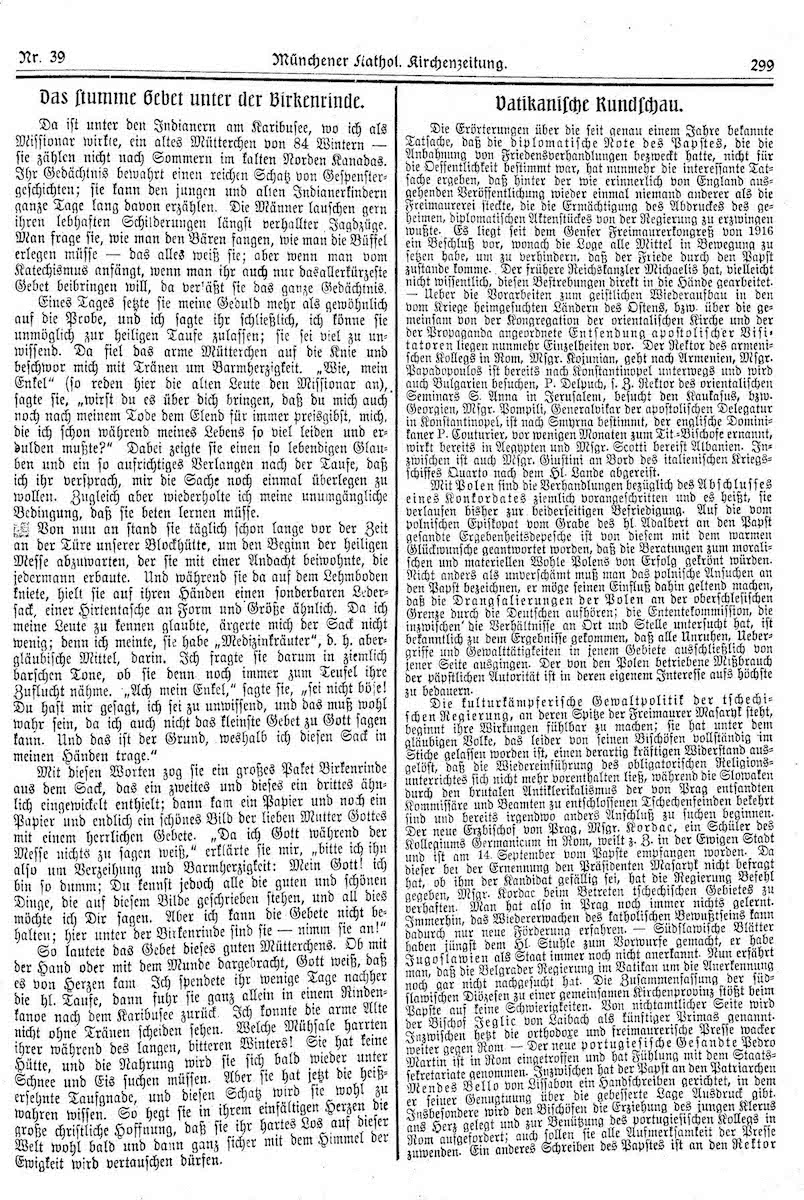 Nr. 39
Münchener Kathol. Kirchenzeitung.
299
Das stumme Gebet unter der Birkenrinde.
Da ist unter den Indianern am Karibusee, wo ich als
Missionar wirkte, ein altes Mütterchen von 84 Wintern —
sie zählen nicht nach Sommern im kalten Norden Kanadas.
Ihr Gedächtnis bewahrt einen reichen Schatz von Gespenster-
geschichten; sie kann den jungen und alten Indianerkindern
ganze Tage lang davon erzählen. Die Männer lauschen gern
ihren lebhaften Schilderungen längst verhallter Jagdzüge.
Man frage sie, wie man den Bären fangen, wie man die Büffel
erlegen müsse — das alles weiß sie; aber wenn man vom
Katechismus anfängt, wenn man ihr auch nur das allerkürzeste
Gebet beibringen will, da verläßt sie das ganze Gedächtnis.
Eines Tages setzte sie meine Geduld mehr als gewöhnlich
auf die Probe, und ich sagte ihr schließlich, ich könne sie
unmöglich zur heiligen Taufe zulassen; sie sei viel zu un-
wissend. Da fiel das arme Mütterchen auf die Knie und
beschwor mich mit Tränen um Barmherzigkeit. „Wie, mein
Enkel" (so reden hier die alten Leute den Missionar an),
sagte sie, „wirst du es über dich bringen, daß du mich auch
noch nach meinem Tode dem Elend für immer preisgibst, mich,
die ich schon während meines Lebens so viel leiden und er-
dulden mußte?" Dabei zeigte sie einen so lebendigen Glau-
ben und ein so aufrichtiges Verlangen nach der Taufe, daß
ich ihr versprach, mir die Sache noch einmal überlegen zu
wollen. Zugleich aber wiederholte ich meine unumgängliche
Bedingung, daß sie beten lernen müsse.
Von nun an stand sie täglich schon lange vor der Zeit
an der Türe unserer Blockhütte, um den Beginn der heiligen
Messe abzuwarten, der sie mit einer Andacht beiwohnte, die
jedermann erbaute. Und während sie da auf dem Lehmboden
kniete, hielt sie auf ihren Händen einen sonderbaren Leder-
sack, einer Hirtentasche an Form und Größe ähnlich. Da ich
meine Leute zu kennen glaubte, ärgerte mich der Sack nicht
wenig; denn ich meinte, sie habe „Medizinkräuter", d. h. aber-
gläubische Mittel, darin. Ich fragte sie darum in ziemlich
barschen Tone, ob sie denn noch immer zum Teufel ihre
Zuflucht nähme. „Ach mein Enkel," sagte sie, „sei nicht böse!
Du hast mir gesagt, ich sei zu unwissend, und das muß wohl
wahr sein, da ich auch nicht das kleinste Gebet zu Gott sagen
kann. Und das ist der Grund, weshalb ich diesen Sack in
meinen Händen trage."
Mit diesen Worten zog sie ein großes Paket Birkenrinde
aus dem Sack, das ein zweites und dieses ein drittes ähn-
lich eingewickelt enthielt; dann kam ein Papier und noch ein
Papier und endlich ein schönes Bild der lieben Mutter Gottes
mit einem herrlichen Gebete. „Da ich Gott während der
Messe nichts zu sagen weiß," erklärte sie mir, „bitte ich ihn
also um Verzeihung und Barmherzigkeit: Mein Gott! ich
bin so dumm; Du kennst jedoch alle die guten und schönen
Dinge, die auf diesem Bilde geschrieben stehen, und all dies
möchte ich Dir sagen. Aber ich kann die Gebete nicht be-
halten; hier unter der Birkenrinde sind sie — nimm sie an!"
So lautete das Gebet dieses guten Mütterchens. Ob mit
der Hand oder mit dem Munde dargebracht, Gott weiß, daß
es von Herzen kam Ich spendete ihr wenige Tage nachher
die hl. Taufe, dann fuhr sie ganz allein in einem Rinden-
kanoe nach dem Karibusee zurück. Ich konnte die arme Alte
nicht ohne Tränen scheiden sehen. Welche Mühsale harrten
ihrer während des langen, bitteren Winters! Sie hat keine
Hütte, und die Nahrung wird sie sich bald wieder unter
Schnee und Eis suchen müssen. Aber sie hat jetzt die heiß-
ersehnte Taufgnade, und diesen Schatz wird sie wohl zu
wahren wissen. So hegt sie in ihrem einfältigen Herzen die
große christliche Hoffnung, daß sie ihr hartes Los auf dieser
Welt wohl bald und dann ganz sicher mit dem Himmel der
Ewigkeit wird vertauschen dürfen.
Vatikanische Rundschau.
Die Erörterungen über die seit genau einem Jahre bekannte
Tatsache, daß die diplomatische Note des Papstes, die die
Anbahnung von Friedensverhandlungen bezweckt hatte, nicht für
die Oeffentlichkeit bestimmt war, hat nunmehr die interessante Tat-
sache ergeben, daß hinter der wie erinnerlich von England aus-
gehenden Veröffentlichung wieder einmal niemand anderer als die
Freimaurerei steckte, die die Ermächtigung des Abdruckes des ge-
heimen, diplomatischen Aktenstückes von der Regierung zu erzwingen
wußte. Es liegt seit dem Genfer Freimaurerkongreß von 1916
ein Beschluß vor, wonach die Loge alle Mittel in Bewegung zu
setzen habe, um zu verhindern, daß der Friede durch den Papst
zustande komme. Der frühere Reichskanzler Michaelis hat, vielleicht
nicht wissentlich, diesen Bestrebungen direkt in die Hände gearbeitet.
— Ueber die Vorarbeiten zum geistlichen Wiederaufbau in den
vom Kriege heimgesuchten Ländern des Ostens, bzw. über die ge-
meinsam von der Kongregation der orientalischen Kirche und der
der Propaganda angeordnete Entsendung apostolischer Visi-
tatoren liegen nunmehr Einzelheiten vor. Der Rektor des armeni-
schen Kollegs in Rom, Msgr. Kojunian, geht nach Armenien, Msgr.
Papadopulos ist bereits nach Konstantinopel unterwegs und wird
auch Bulgarien besuchen, P. Delpuch, s. Z. Rektor des orientalischen
Seminars S. Anna in Jerusalem, besucht den Kaukasus, bzw.
Georgien, Msgr. Pompili, Generalvikar der apostolischen Delegatur
in Konstantinopel, ist nach Smyrna bestimmt, der englische Domini-
kaner P. Couturier, vor wenigen Monaten zum Tit-Bischofe ernannt,
wirkt bereits in Aegypten und Msgr. Scotti bereist Albanien. In-
zwischen ist auch Msgr. Giustini an Bord des italienischen Kriegs-
schiffes Quarto nach dem Hl. Lande abgereist.
Mit Polen sind die Verhandlungen bezüglich des Abschlusses
eines Konkordates ziemlich vorangeschritten und es heißt, sie
verlaufen bisher zur beiderseitigen Befriedigung. Auf die vom
polnischen Episkopat vom Grabe des hl. Adalbert an den Papst
gesandte Ergebenheitsdepesche ist von diesem mit dem warmen
Glückwunsche geantwortet worden, daß die Beratungen zum morali-
schen und materiellen Wohle Polens von Erfolg gekrönt würden.
Nicht anders als unverschämt muß man das polnische Ansuchen an
den Papst bezeichnen, er möge seinen Einfluß dahin geltend machen,
daß die Drangsalierungen der Polen an der oberschlesischen
Grenze durch die Deutschen aufhören; die Ententekommission, die
inzwischen die Verhältnisse an Ort und Stelle untersucht hat, ist
bekanntlich zu dem Ergebnisse gekommen, daß alle Unruhen, Ueber-
griffe und Gewalttätigkeiten in jenem Gebiete ausschließlich von
jener Seite ausgingen. Der von den Polen betriebene Mißbrauch
der päpstlichen Autorität ist in deren eigenem Interesse aufs höchste
zu bedauern.
Die kulturkämpferische Gewaltpolitik der tschechi-
schen Regierung, an deren Spitze der Freimaurer Masaryk steht,
beginnt ihre Wirkungen fühlbar zu machen; sie hat unter dem
gläubigen Volke, das leider von seinen Bischöfen vollständig im
Stiche gelassen worden ist, einen derartig kräftigen Widerstand aus-
gelöst, daß die Wiedereinführung des obligatorischen Religions-
unterrichtes sich nicht mehr vorenthalten ließ, während die Slowaken
durch den brutalen Antiklerikalismus der von Prag entsandten
Kommissäre und Beamten zu entschlossenen Tschechenfeinden bekehrt
sind und bereits irgendwo anders Anschluß zu suchen beginnen.
Der neue Erzbischof von Prag, Msgr. Kordac, ein Schüler des
Kollegiums Germanicum in Rom, weilt z. Z. in der Ewigen Stadt
und ist am 14. September vom Papste empfangen worden. Da
dieser bei der Ernennung den Präsidenten Masaryk nicht befragt
hat, ob ihm der Kandidat gefällig sei, hat die Regierung Befehl
gegeben, Msgr. Kordac beim Betreten tschechischen Gebietes zu
verhaften. Man hat also in Prag noch immer nichts gelernt.
Immerhin, das Wiedererwachen des katholischen Bewußtseins kann
dadurch nur neue Förderung erfahren. — Südslawische Blätter
haben jüngst dem Hl. Stuhle zum Vorwurfe gemacht, er habe
Jugoslawien als Staat immer noch nicht anerkannt. Nun erfährt
man, daß die Belgrader Regierung im Vatikan um die Anerkennung
noch gar nicht nachgesucht hat. Die Zusammenfassung der süd-
slawischen Diözesen zu einer gemeinsamen Kirchenprovinz stößt beim
Papste auf keine Schwierigkeiten. Von nichtamtlicher Seite wird
der Bischof Jeglic von Laibach als künftiger Primas genannt.
Inzwischen hetzt die orthodoxe und freimaurerische Presse wacker
weiter gegen Rom — Der neue portugiesische Gesandte Pedro
Martin ist in Rom eingetroffen und hat Fühlung mit dem Staats-
sekretariate genommen. Inzwischen hat der Papst an den Patriarchen
Mendes Bello von Lissabon ein Handschreiben gerichtet, in dem
er seiner Genugtuung über die gebesserte Lage Ausdruck gibt.
Insbesondere wird den Bischöfen die Erziehung des jungen Klerus
ans Herz gelegt und zur Benützung des portugiesischen Kollegs in
Rom aufgefordert; auch sollen sie alle Aufmerksamkeit der Presse
zuwenden. Ein anderes Schreiben des Papstes ist an den Rektor